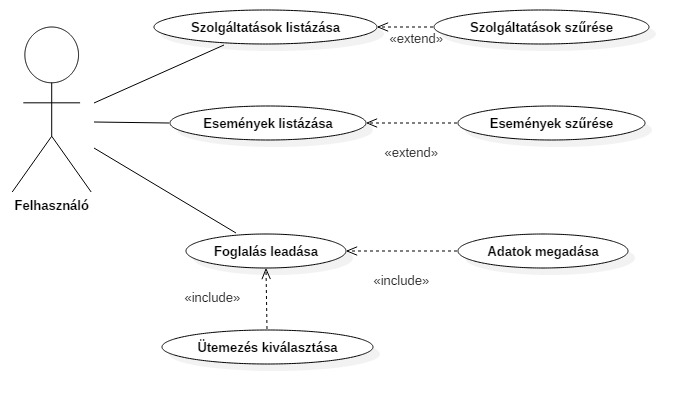 Szolgáltatások listázása
«extend»
Szolgáltatások szűrése
Események listázása
«extend»
Események szűrése
Felhasználó
Foglalás leadása
«include»
Adatok megadása
«include»
Ütemezés kiválasztása